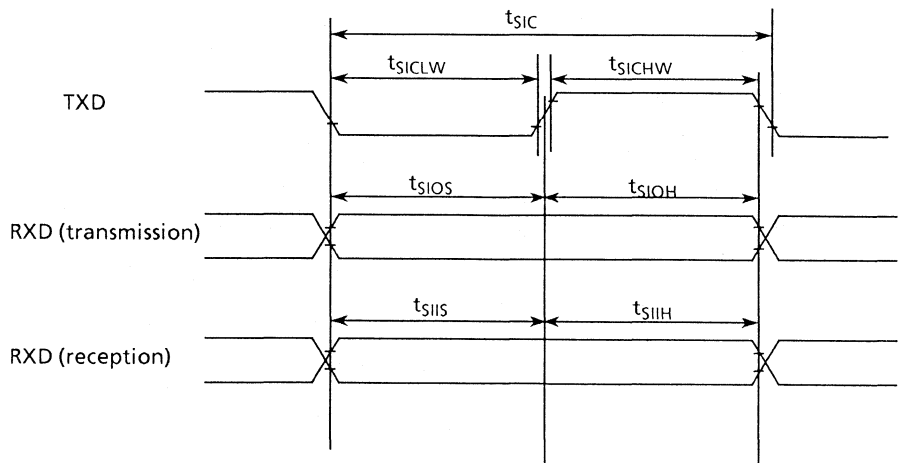 tSIC
tSICLW tSICHW
TXD
tSIOS tSIOH
RXD (transmission)
tSIIS tSIIH
RXD (reception)